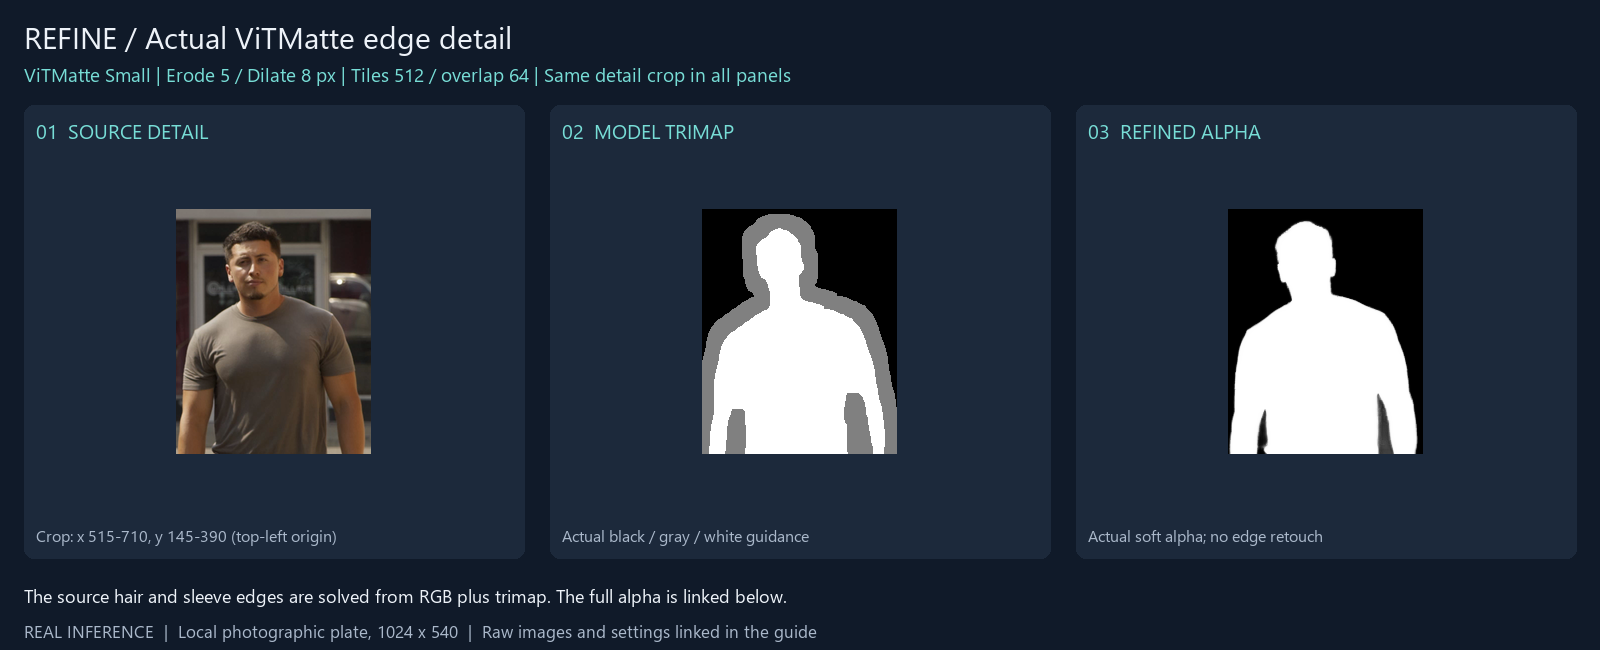 REFINE / Actual ViTMatte edge detail
ViTMatte Small | Erode 5 / Dilate 8 px | Tiles 512 / overlap 64 | Same detail crop in all panels
01 SOURCE DETAIL
Crop: x 515-710, y 145-390 (top-left origin)
02 MODEL TRIMAP
Actual black / gray / white guidance
03 REFINED ALPHA
Actual soft alpha; no edge retouch
The source hair and sleeve edges are solved from RGB plus trimap. The full alpha is linked below.
REAL INFERENCE | Local photographic plate, 1024 x 540 | Raw images and settings linked in the guide